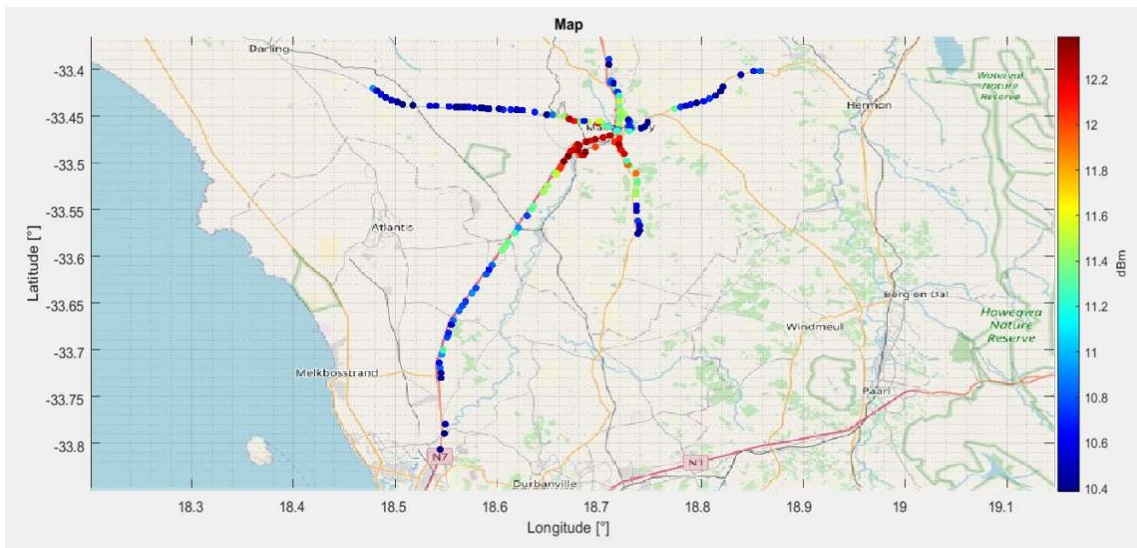 Map
Darling
Waterval
Nature
Reserve
Hermon
Atlantis
Berg en Dal
Windmeul
Haweqwa
Nature
Reserve
Melkbosstrand
Paarl
N7
N1
Durbanville
-33.4
-33.45
-33.5
-33.55
-33.6
-33.65
-33.7
-33.75
-33.8
Latitude [°]
18.3
18.4
18.5
18.6
18.7
18.8
18.9
19
19.1
Longitude [°]
12.2
12
11.8
11.6
11.4
11.2
11
10.8
10.6
10.4
dBm